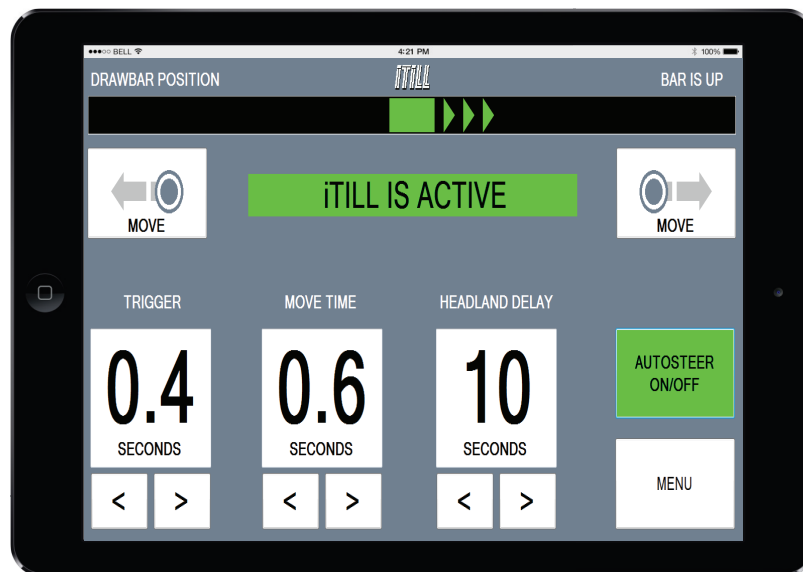 BELL 4:21 PM 100%
DRAWBAR POSITION iTiLL BAR IS UP
iTILL IS ACTIVE
MOVE MOVE
TRIGGER MOVE TIME HEADLAND DELAY
0.4 0.6 10
SECONDS SECONDS SECONDS
AUTOSTEER
ON/OFF
< > < > < >
MENU